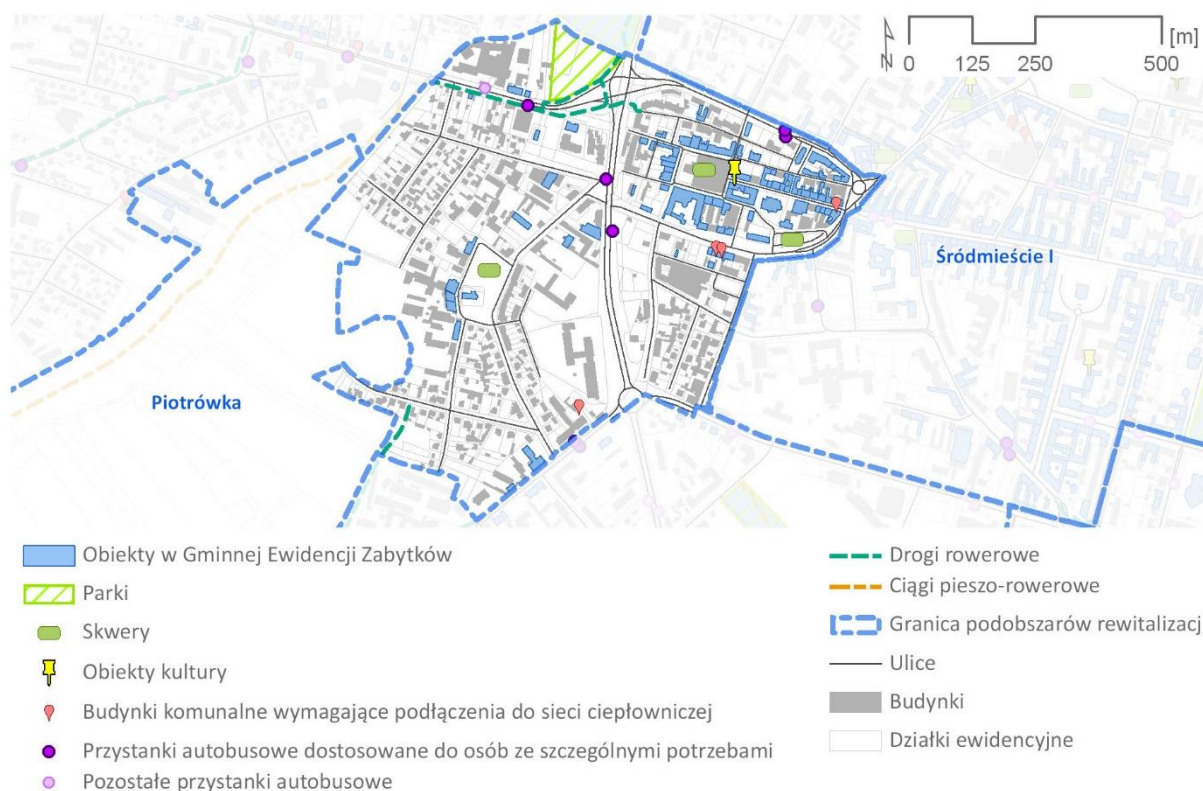 [m]
N
0 125 250 500
Śródmieście I
Piotrówka
Obiekty w Gminnej Ewidencji Zabytków
Parki
Skwery
Obiekty kultury
Budynki komunalne wymagające podłączenia do sieci ciepłowniczej
Przystanki autobusowe dostosowane do osób ze szczególnymi potrzebami
Pozostałe przystanki autobusowe
Drogi rowerowe
Ciągi pieszo-rowerowe
Granica podobszarów rewitalizacj
Ulice
Budynki
Działki ewidencyjne